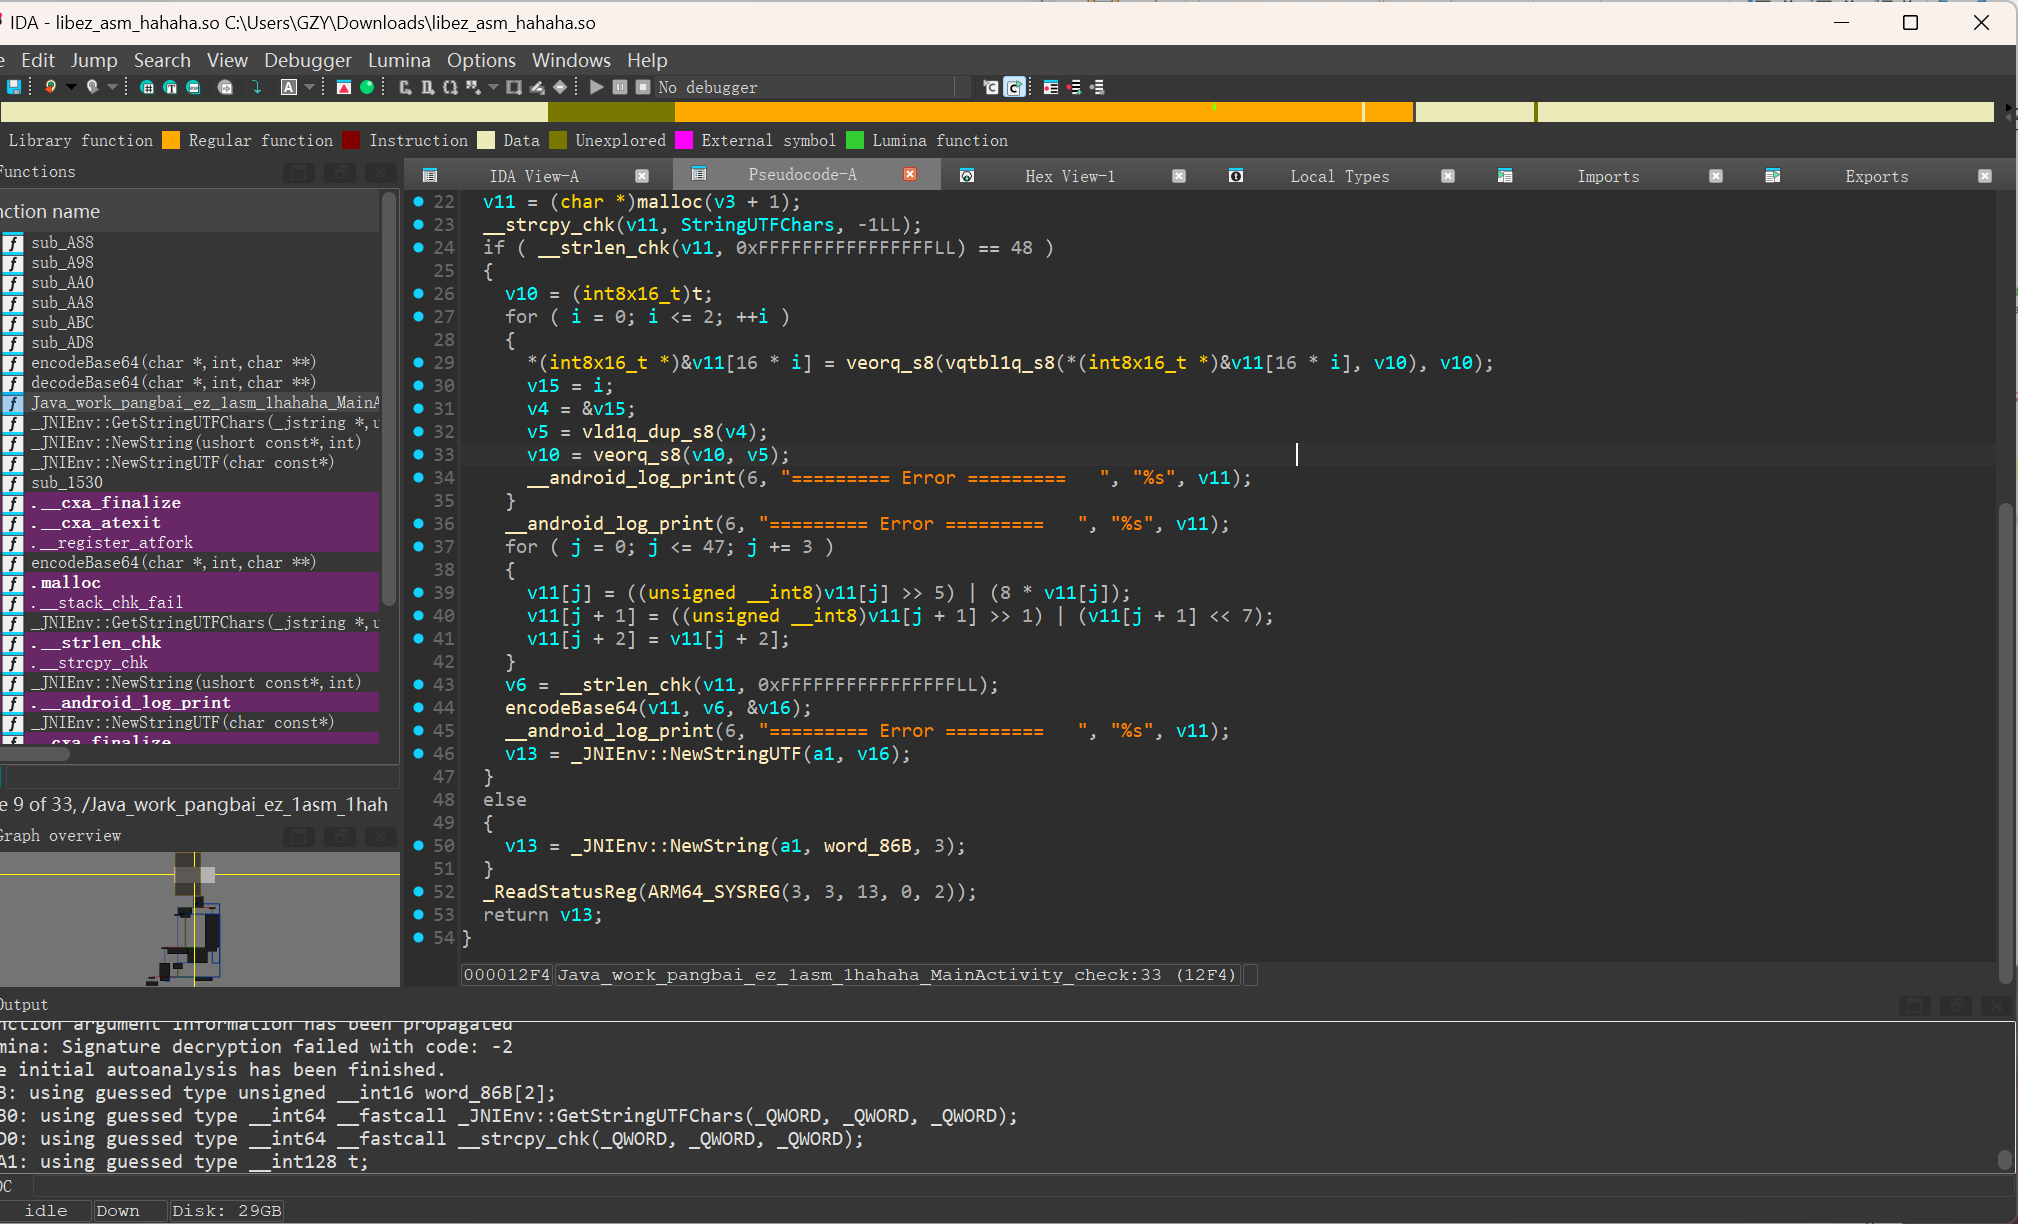 IDA - libez_asm_hahaha.so C:\Users\GZY\Downloads\libez_asm_hahaha.so
e Edit Jump Search View Debugger Lumina Options Windows Help
No debugger
Library function Regular function Instruction Data Unexplored External symbol Lumina function
Functions
IDA View-A Pseudocode-A Hex View-1 Local Types Imports Exports
nction name
sub_A88
sub_A98
sub_AA0
sub_AA8
sub_ABC
sub_AD8
encodeBase64(char *,int,char **)
decodeBase64(char *,int,char **)
Java_work_pangbai_ez_1asm_1hahaha_MainA
_JNIEnv::GetStringUTFChars(_jstring *,u
_JNIEnv::NewString(ushort const*,int)
_JNIEnv::NewStringUTF(char const*)
sub_1530
.__cxa_finalize
.__cxa_atexit
.__register_atfork
encodeBase64(char *,int,char **)
.malloc
.__stack_chk_fail
_JNIEnv::GetStringUTFChars(_jstring *,u
.__strlen_chk
.__strcpy_chk
_JNIEnv::NewString(ushort const*,int)
.__android_log_print
_JNIEnv::NewStringUTF(char const*)
__cxa_finalize
e 9 of 33, /Java_work_pangbai_ez_1asm_1hah
Graph overview
22 v11 = (char *)malloc(v3 + 1);
23 __strcpy_chk(v11, StringUTFChars, -1LL);
24 if ( __strlen_chk(v11, 0xFFFFFFFFFFFFFFFFLL) == 48 )
25 {
26 v10 = (int8x16_t)t;
27 for ( i = 0; i <= 2; ++i )
28 {
29 *(int8x16_t *)&v11[16 * i] = veorq_s8(vqtbl1q_s8(*(int8x16_t *)&v11[16 * i], v10), v10);
30 v15 = i;
31 v4 = &v15;
32 v5 = vld1q_dup_s8(v4);
33 v10 = veorq_s8(v10, v5);
34 __android_log_print(6, "========= Error =========   ", "%s", v11);
35 }
36 __android_log_print(6, "========= Error =========   ", "%s", v11);
37 for ( j = 0; j <= 47; j += 3 )
38 {
39 v11[j] = ((unsigned __int8)v11[j] >> 5) | (8 * v11[j]);
40 v11[j + 1] = ((unsigned __int8)v11[j + 1] >> 1) | (v11[j + 1] << 7);
41 v11[j + 2] = v11[j + 2];
42 }
43 v6 = __strlen_chk(v11, 0xFFFFFFFFFFFFFFFFLL);
44 encodeBase64(v11, v6, &v16);
45 __android_log_print(6, "========= Error =========   ", "%s", v11);
46 v13 = _JNIEnv::NewStringUTF(a1, v16);
47 }
48 else
49 {
50 v13 = _JNIEnv::NewString(a1, word_86B, 3);
51 }
52 _ReadStatusReg(ARM64_SYSREG(3, 3, 13, 0, 2));
53 return v13;
54 }
000012F4 Java_work_pangbai_ez_1asm_1hahaha_MainActivity_check:33 (12F4)
Output
nction argument information has been propagated
mina: Signature decryption failed with code: -2
e initial autoanalysis has been finished.
B: using guessed type unsigned __int16 word_86B[2];
B0: using guessed type __int64 __fastcall _JNIEnv::GetStringUTFChars(_QWORD, _QWORD, _QWORD);
D0: using guessed type __int64 __fastcall __strcpy_chk(_QWORD, _QWORD, _QWORD);
A1: using guessed type __int128 t;
DC
idle Down Disk: 29GB